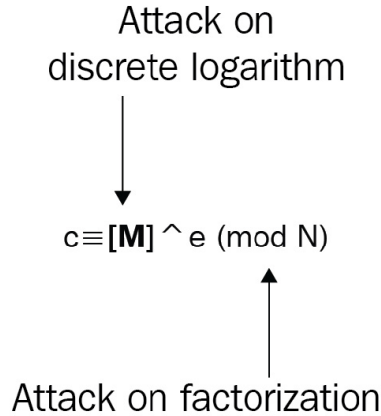 Attack on
discrete logarithm
c≡[M]^e (mod N)
Attack on factorization